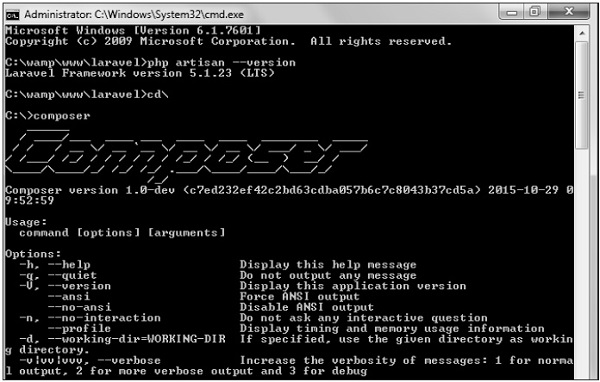 Administrator: C:\Windows\System32\cmd.exe
Microsoft Windows [Version 6.1.7601]
Copyright (c) 2009 Microsoft Corporation.  All rights reserved.
C:\wamp\www\laravel>php artisan --version
Laravel Framework version 5.1.23 (LTS)
C:\wamp\www\laravel>cd\
C:\>composer
Composer
Composer version 1.0-dev (c7ed232ef42c2bd63cdba057b6c7c8043b37cd5a) 2015-10-29 0
9:52:59
Usage:
  command [options] [arguments]
Options:
  -h, --help                     Display this help message
  -q, --quiet                    Do not output any message
  -V, --version                  Display this application version
      --ansi                     Force ANSI output
      --no-ansi                  Disable ANSI output
  -n, --no-interaction           Do not ask any interactive question
      --profile                  Display timing and memory usage information
  -d, --working-dir=WORKING-DIR  If specified, use the given directory as workin
g directory.
  -v|vv|vvv, --verbose           Increase the verbosity of messages: 1 for norma
l output, 2 for more verbose output and 3 for debug